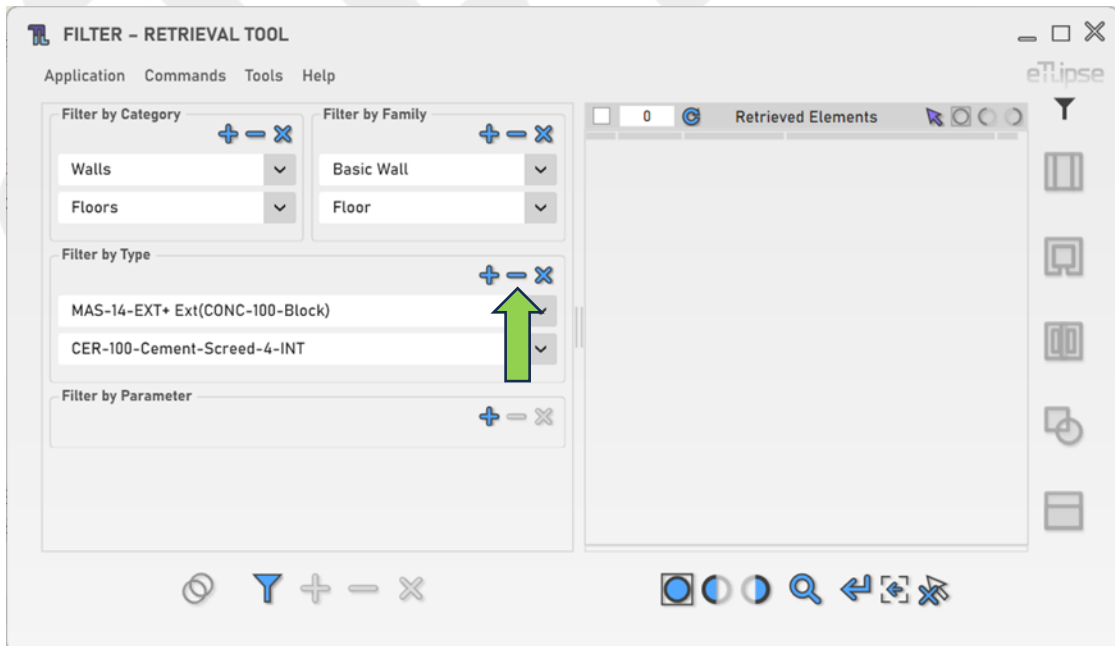 FILTER – RETRIEVAL TOOL
Application Commands Tools Help
eTLipse
Filter by Category
Filter by Family
0 Retrieved Elements
Walls
Basic Wall
Floors
Floor
Filter by Type
MAS-14-EXT+ Ext(CONC-100-Block)
CER-100-Cement-Screed-4-INT
Filter by Parameter